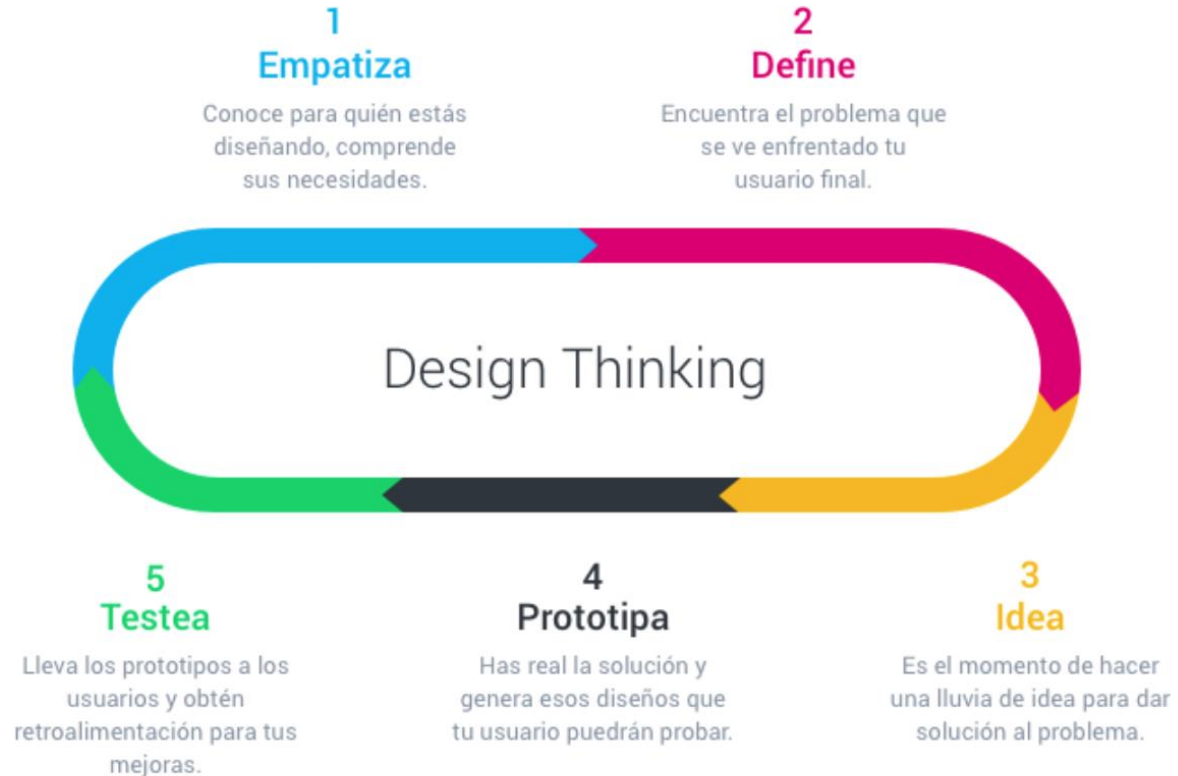 1
Empatiza
Conoce para quién estás
diseñando, comprende
sus necesidades.
2
Define
Encuentra el problema que
se ve enfrentado tu
usuario final.
Design Thinking
3
Idea
Es el momento de hacer
una lluvia de idea para dar
solución al problema.
4
Prototipa
Has real la solución y
genera esos diseños que
tu usuario puedrán probar.
5
Testea
Lleva los prototipos a los
usuarios y obtén
retroalimentación para tus
mejoras.